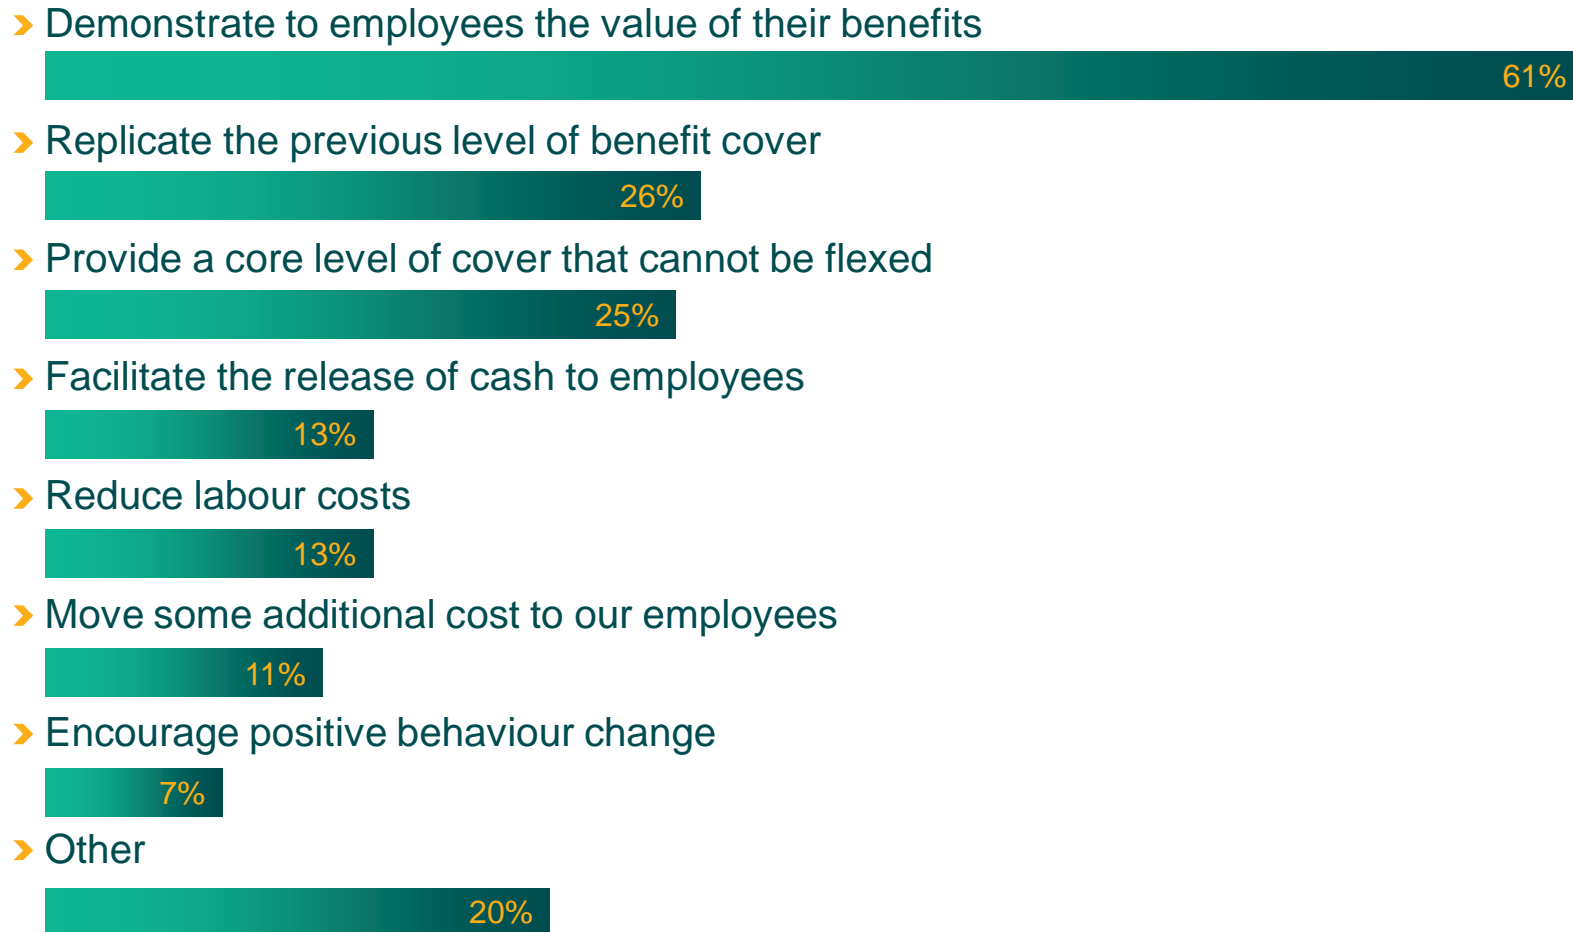 Demonstrate to employees the value of their benefits
61%
Replicate the previous level of benefit cover
26%
Provide a core level of cover that cannot be flexed
25%
Facilitate the release of cash to employees
13%
Reduce labour costs
13%
Move some additional cost to our employees
11%
Encourage positive behaviour change
7%
Other
20%